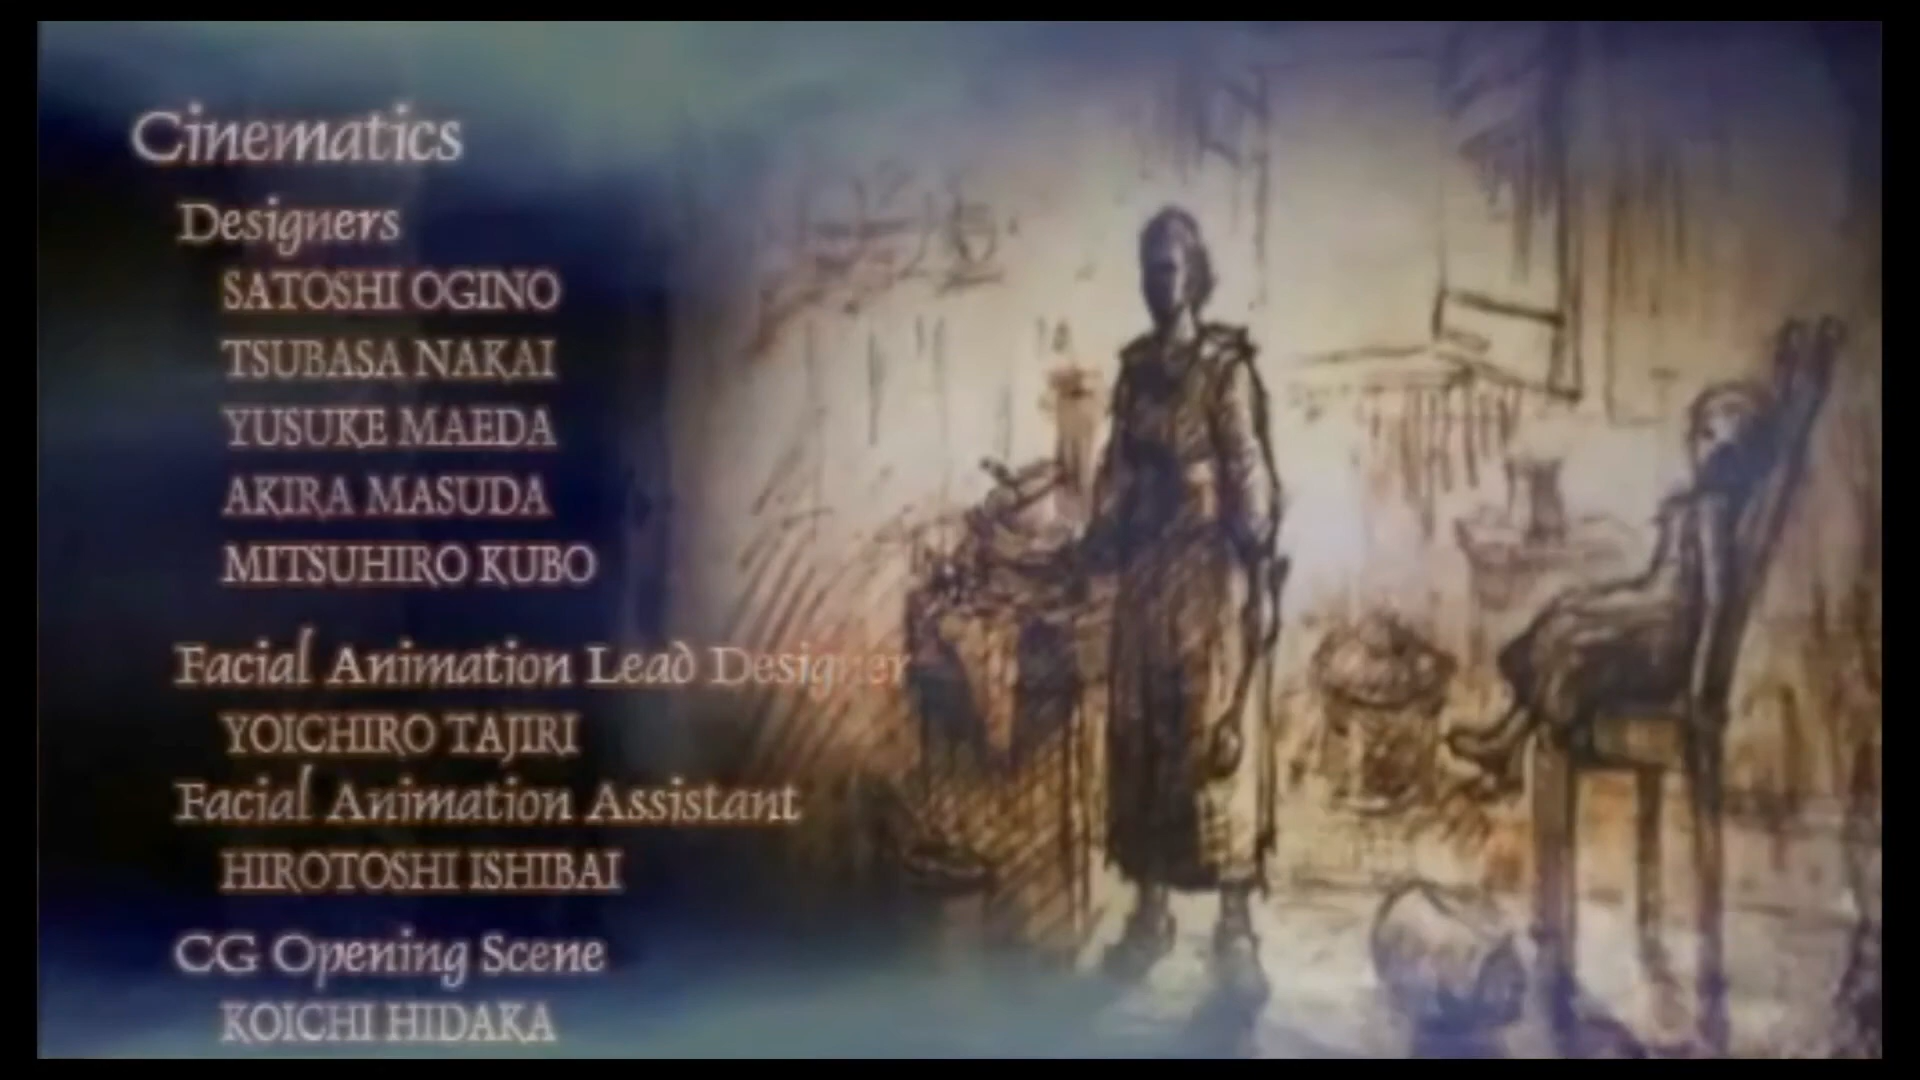 Cinematics
Designers
SATOSHI OGINO
TSUBASA NAKAI
YUSUKE MAEDA
AKIRA MASUDA
MITSUHIRO KUBO
Facial Animation Lead Designer
YOICHIRO TAJIRI
Facial Animation Assistant
HIROTOSHI ISHIBAI
CG Opening Scene
KOICHI HIDAKA